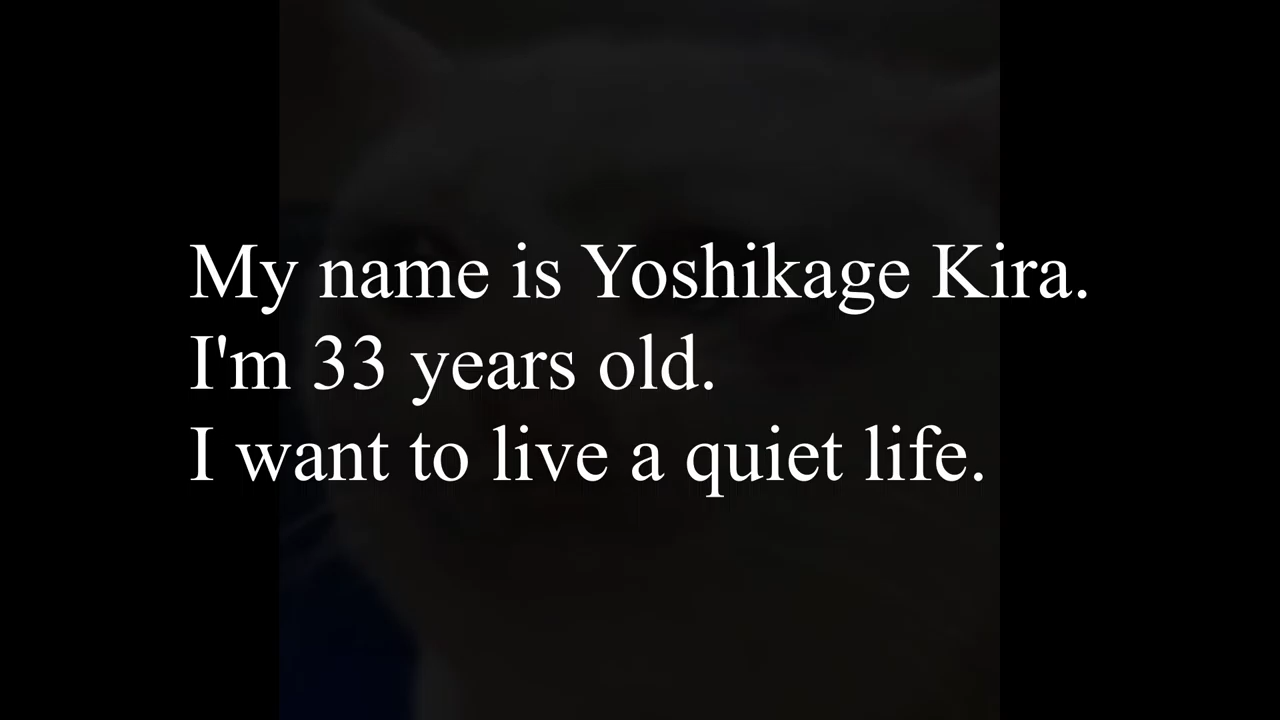 My name is Yoshikage Kira.
I'm 33 years old.
I want to live a quiet life.